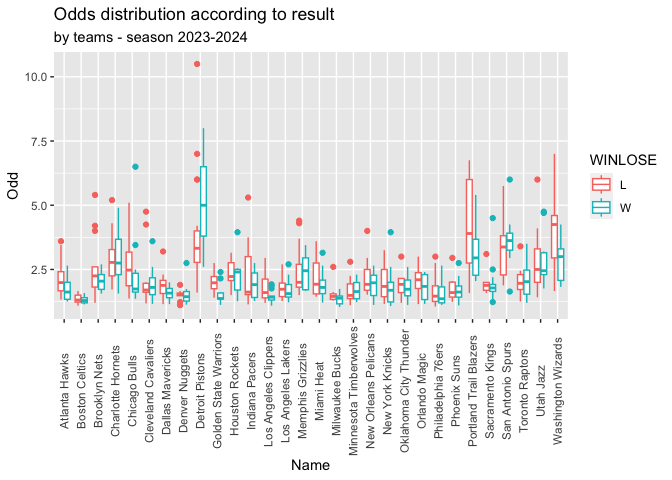 Odds distribution according to result
by teams - season 2023-2024
Odd
10.0
7.5
5.0
2.5
Atlanta Hawks
Boston Celtics
Brooklyn Nets
Charlotte Hornets
Chicago Bulls
Cleveland Cavaliers
Dallas Mavericks
Denver Nuggets
Detroit Pistons
Golden State Warriors
Houston Rockets
Indiana Pacers
Los Angeles Clippers
Los Angeles Lakers
Memphis Grizzlies
Miami Heat
Milwaukee Bucks
Minnesota Timberwolves
New Orleans Pelicans
New York Knicks
Oklahoma City Thunder
Orlando Magic
Philadelphia 76ers
Phoenix Suns
Portland Trail Blazers
Sacramento Kings
San Antonio Spurs
Toronto Raptors
Utah Jazz
Washington Wizards
Name
WINLOSE
L
W